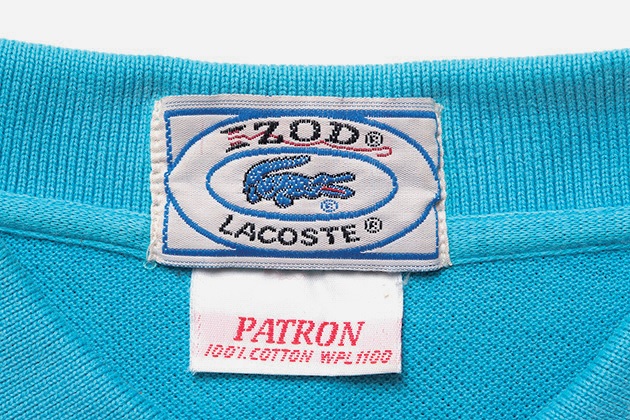 IZOD®
®
LACOSTE®
PATRON
100% COTTON WPL1100